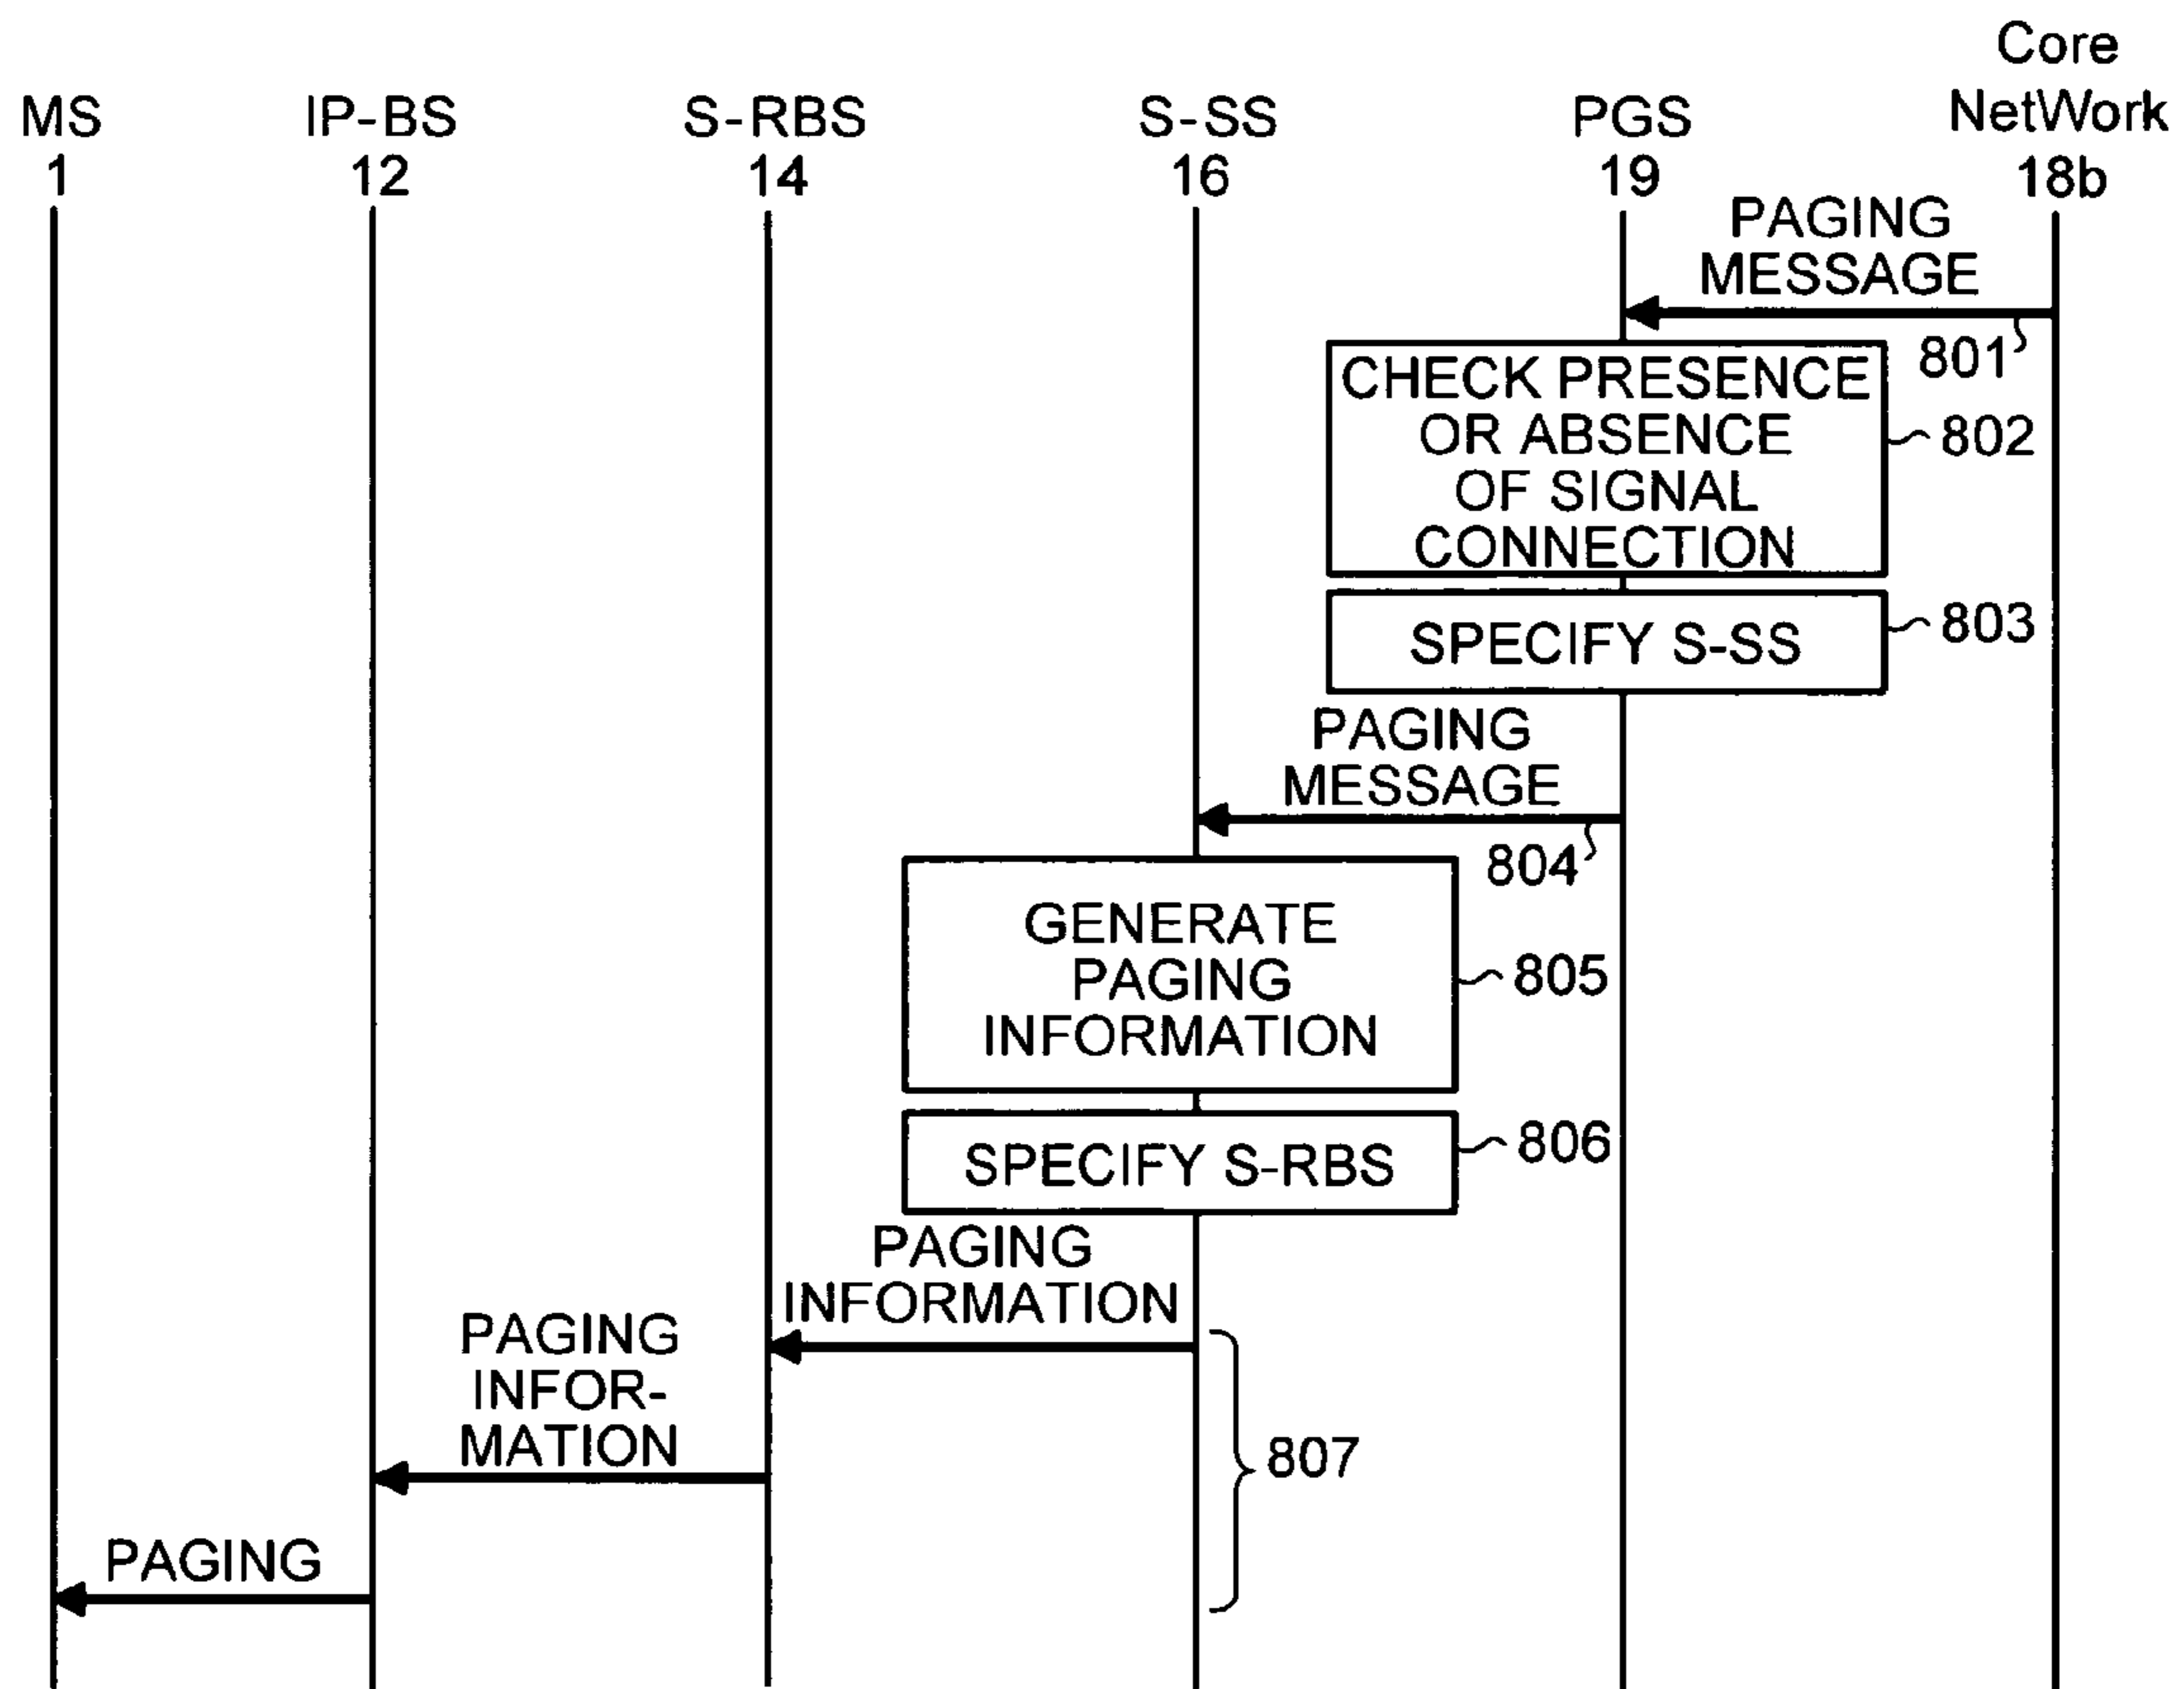 Core
MS IP-BS S-RBS S-SS PGS NetWork
1 12 14 16 19 18b
PAGING
MESSAGE
801
CHECK PRESENCE
OR ABSENCE
OF SIGNAL
CONNECTION
802
SPECIFY S-SS
803
PAGING
MESSAGE
804
GENERATE
PAGING
INFORMATION
805
SPECIFY S-RBS
806
PAGING
INFORMATION
PAGING
INFOR-
MATION
807
PAGING